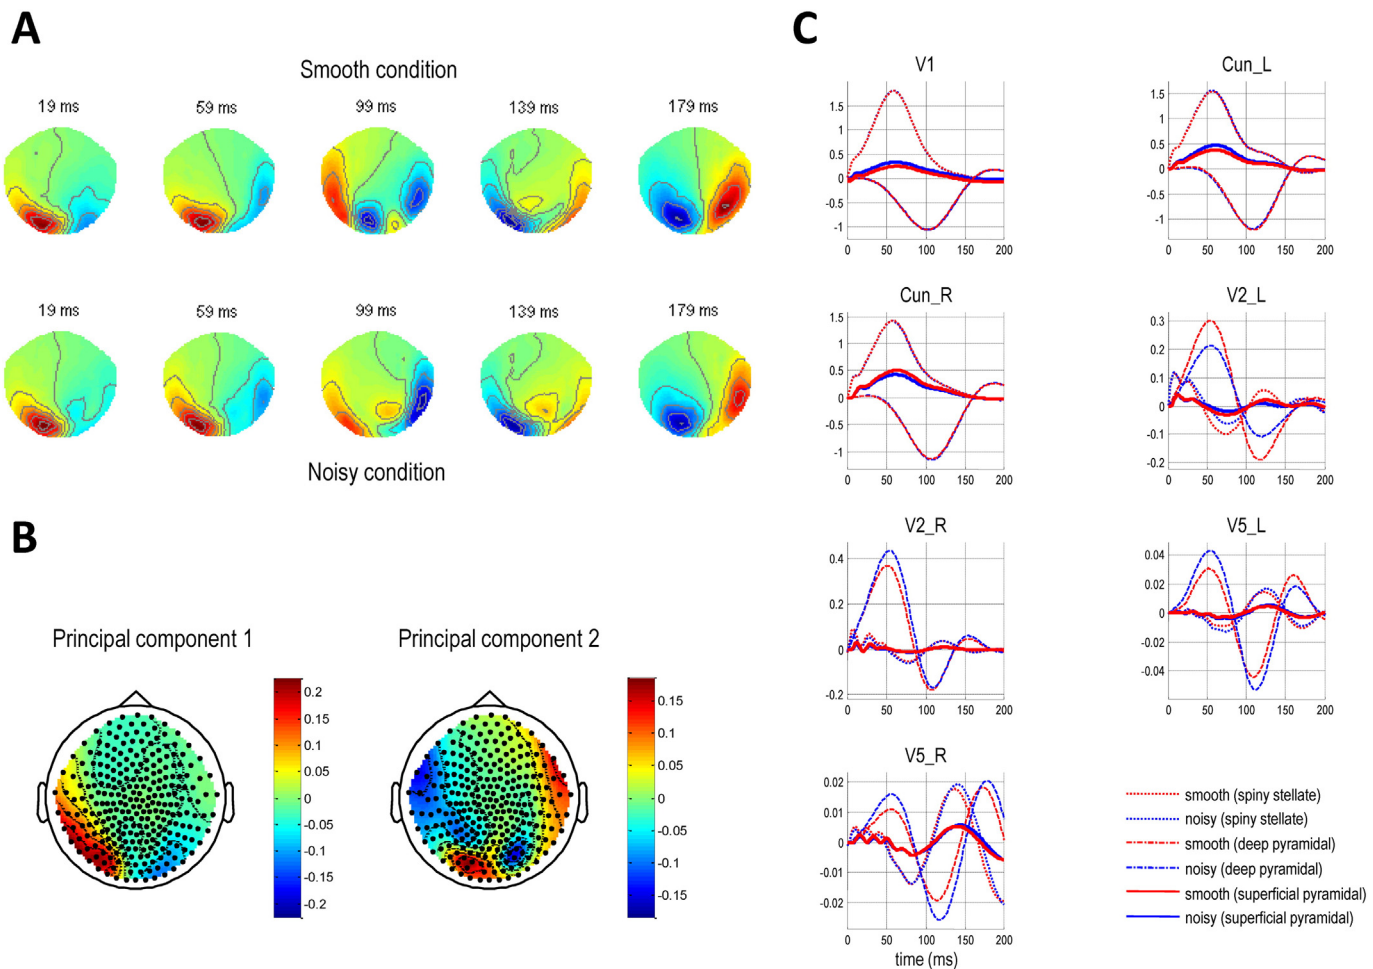 A
Smooth condition
19 ms 59 ms 99 ms 139 ms 179 ms
19 ms 59 ms 99 ms 139 ms 179 ms
Noisy condition
B
Principal component 1
0.2
0.15
0.1
0.05
0
-0.05
-0.1
-0.15
-0.2
Principal component 2
0.15
0.1
0.05
0
-0.05
-0.1
-0.15
C
V1
1.5
1
0.5
0
-0.5
-1
0 50 100 150 200
Cun_L
1.5
1
0.5
0
-0.5
-1
0 50 100 150 200
Cun_R
1.5
1
0.5
0
-0.5
-1
0 50 100 150 200
V2_L
0.3
0.2
0.1
0
-0.1
-0.2
0 50 100 150 200
V2_R
0.4
0.2
0
-0.2
0 50 100 150 200
V5_L
0.04
0.02
0
-0.02
-0.04
0 50 100 150 200
V5_R
0.02
0.01
0
-0.01
-0.02
0 50 100 150 200
time (ms)
smooth (spiny stellate)
noisy (spiny stellate)
smooth (deep pyramidal)
noisy (deep pyramidal)
smooth (superficial pyramidal)
noisy (superficial pyramidal)